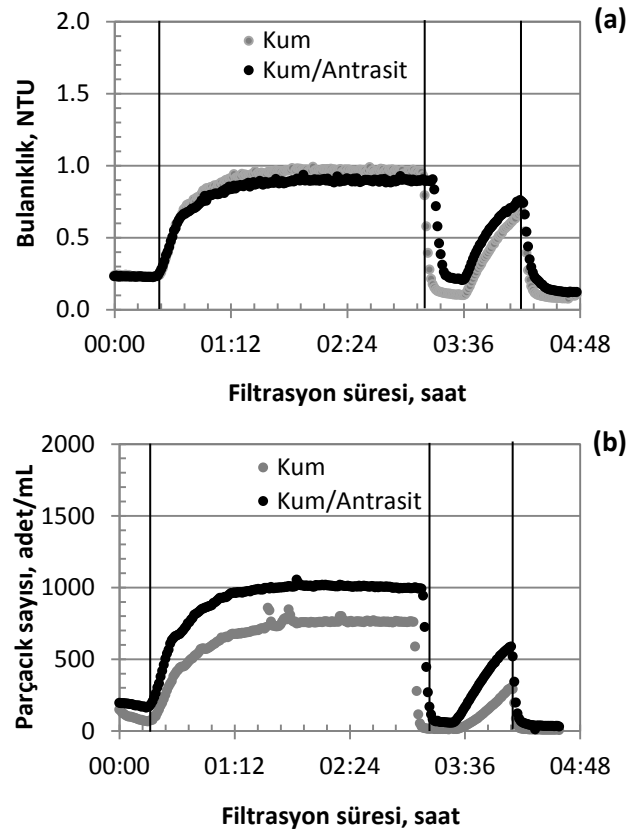 (a)
Kum
Kum/Antrasit
Bulanıklık, NTU
2.0
1.5
1.0
0.5
0.0
00:00 01:12 02:24 03:36 04:48
Filtrasyon süresi, saat
(b)
Kum
Kum/Antrasit
Parçacık sayısı, adet/mL
2000
1500
1000
500
0
00:00 01:12 02:24 03:36 04:48
Filtrasyon süresi, saat